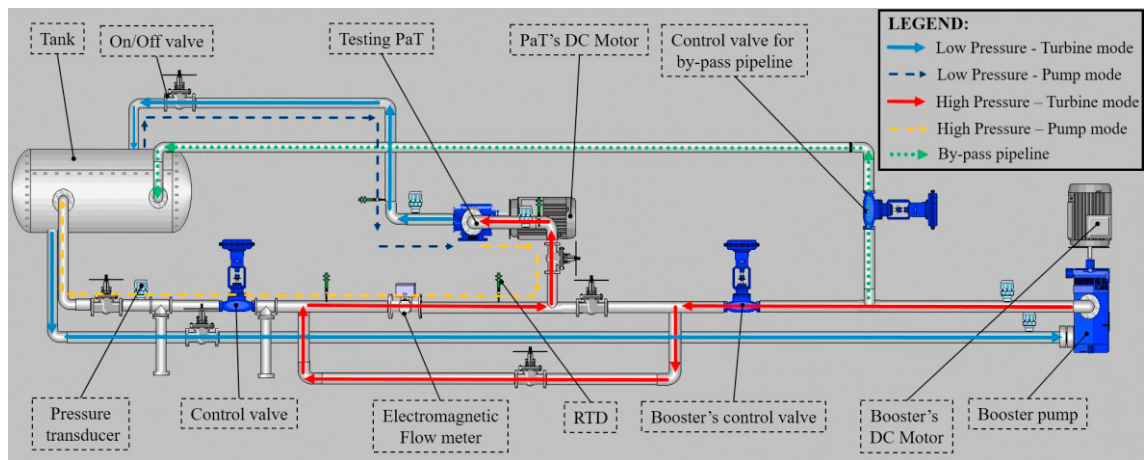 Tank
On/Off valve
Testing PaT
PaT's DC Motor
Control valve for
by-pass pipeline
LEGEND:
Low Pressure - Turbine mode
Low Pressure - Pump mode
High Pressure – Turbine mode
High Pressure – Pump mode
By-pass pipeline
Pressure
transducer
Control valve
Electromagnetic
Flow meter
RTD
Booster's control valve
Booster's
DC Motor
Booster pump